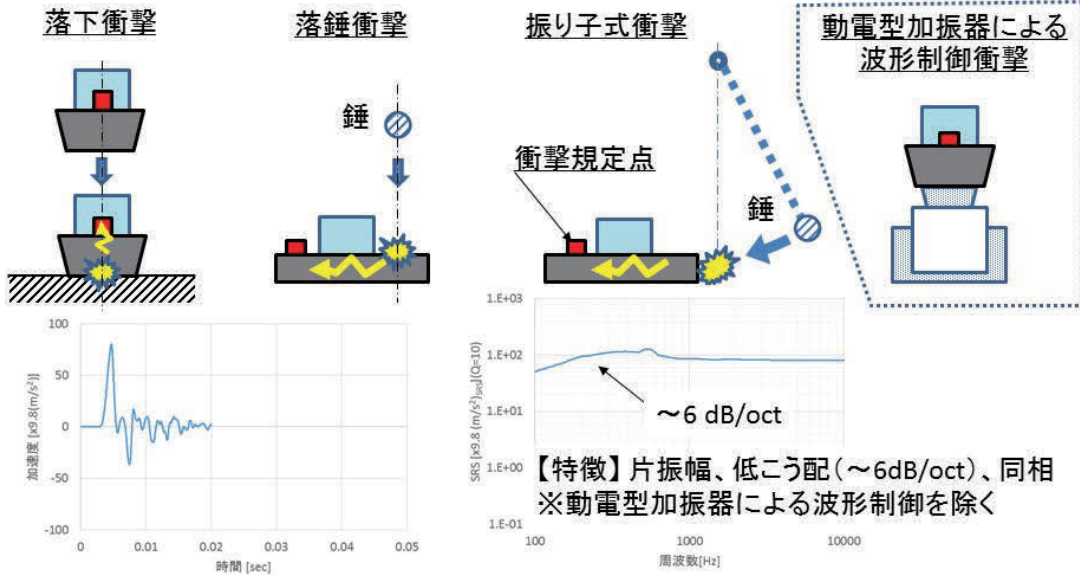 落下衝撃
落錘衝撃
振り子式衝撃
動電型加振器による
波形制御衝撃
錘
衝撃規定点
錘
加速度 [x9.8(m/s²)]
100
50
0
-50
-100
0
0.01
0.02
0.03
0.04
0.05
時間 [sec]
SRS [x9.8 (m/s²)SRS](Q=10)
1.E+03
1.E+02
1.E+01
1.E+00
1.E-01
～6 dB/oct
【特徴】片振幅、低こう配(～6dB/oct)、同相
※動電型加振器による波形制御を除く
100
1000
10000
周波数[Hz]